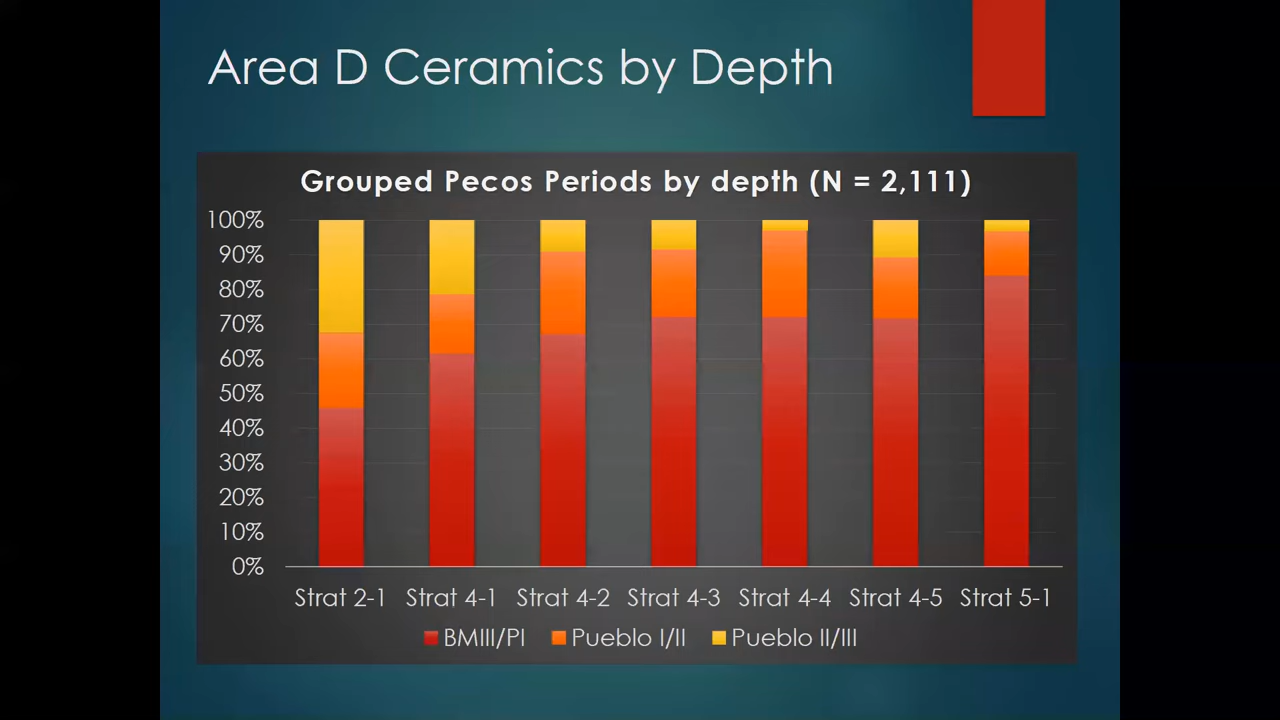 Area D Ceramics by Depth
Grouped Pecos Periods by depth (N = 2,111)
100%
90%
80%
70%
60%
50%
40%
30%
20%
10%
0%
Strat 2-1 Strat 4-1 Strat 4-2 Strat 4-3 Strat 4-4 Strat 4-5 Strat 5-1
BMIII/PI Pueblo I/II Pueblo II/III